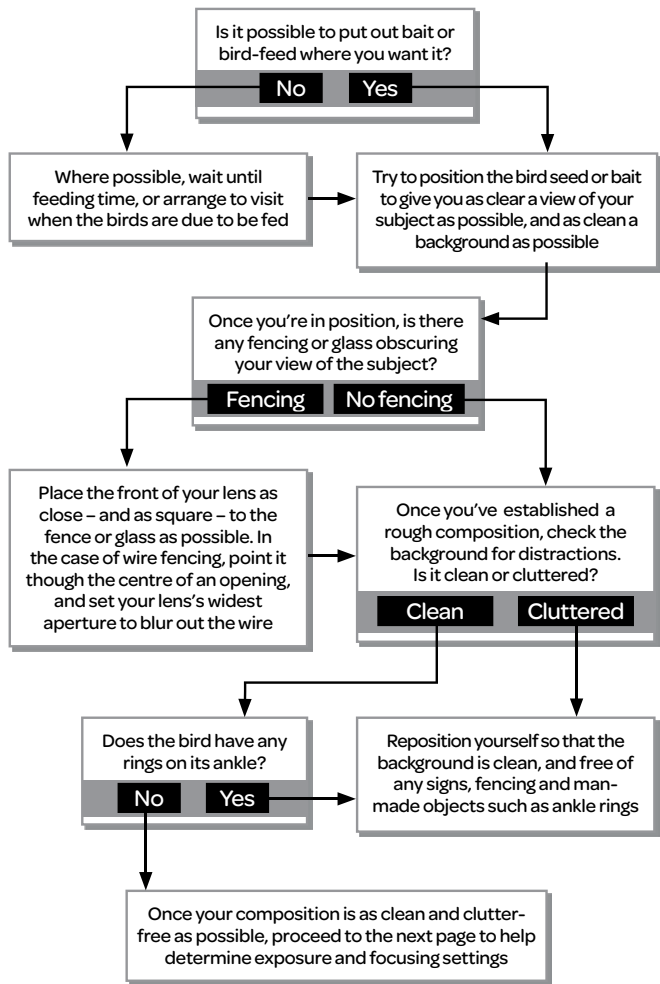 Is it possible to put out bait or
bird-feed where you want it?
No Yes
Where possible, wait until
feeding time, or arrange to visit
when the birds are due to be fed
Try to position the bird seed or bait
to give you as clear a view of your
subject as possible, and as clean a
background as possible
Once you're in position, is there
any fencing or glass obscuring
your view of the subject?
Fencing No fencing
Place the front of your lens as
close – and as square – to the
fence or glass as possible. In
the case of wire fencing, point it
though the centre of an opening,
and set your lens's widest
aperture to blur out the wire
Once you've established a
rough composition, check the
background for distractions.
Is it clean or cluttered?
Clean Cluttered
Does the bird have any
rings on its ankle?
No Yes
Reposition yourself so that the
background is clean, and free of
any signs, fencing and man-
made objects such as ankle rings
Once your composition is as clean and clutter-
free as possible, proceed to the next page to help
determine exposure and focusing settings